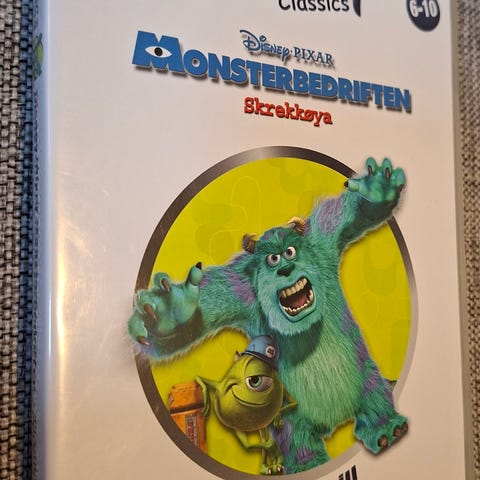 Classics
6-10
Disney·PIXAR
MONSTERBEDRIFTEN
Skrekkøya